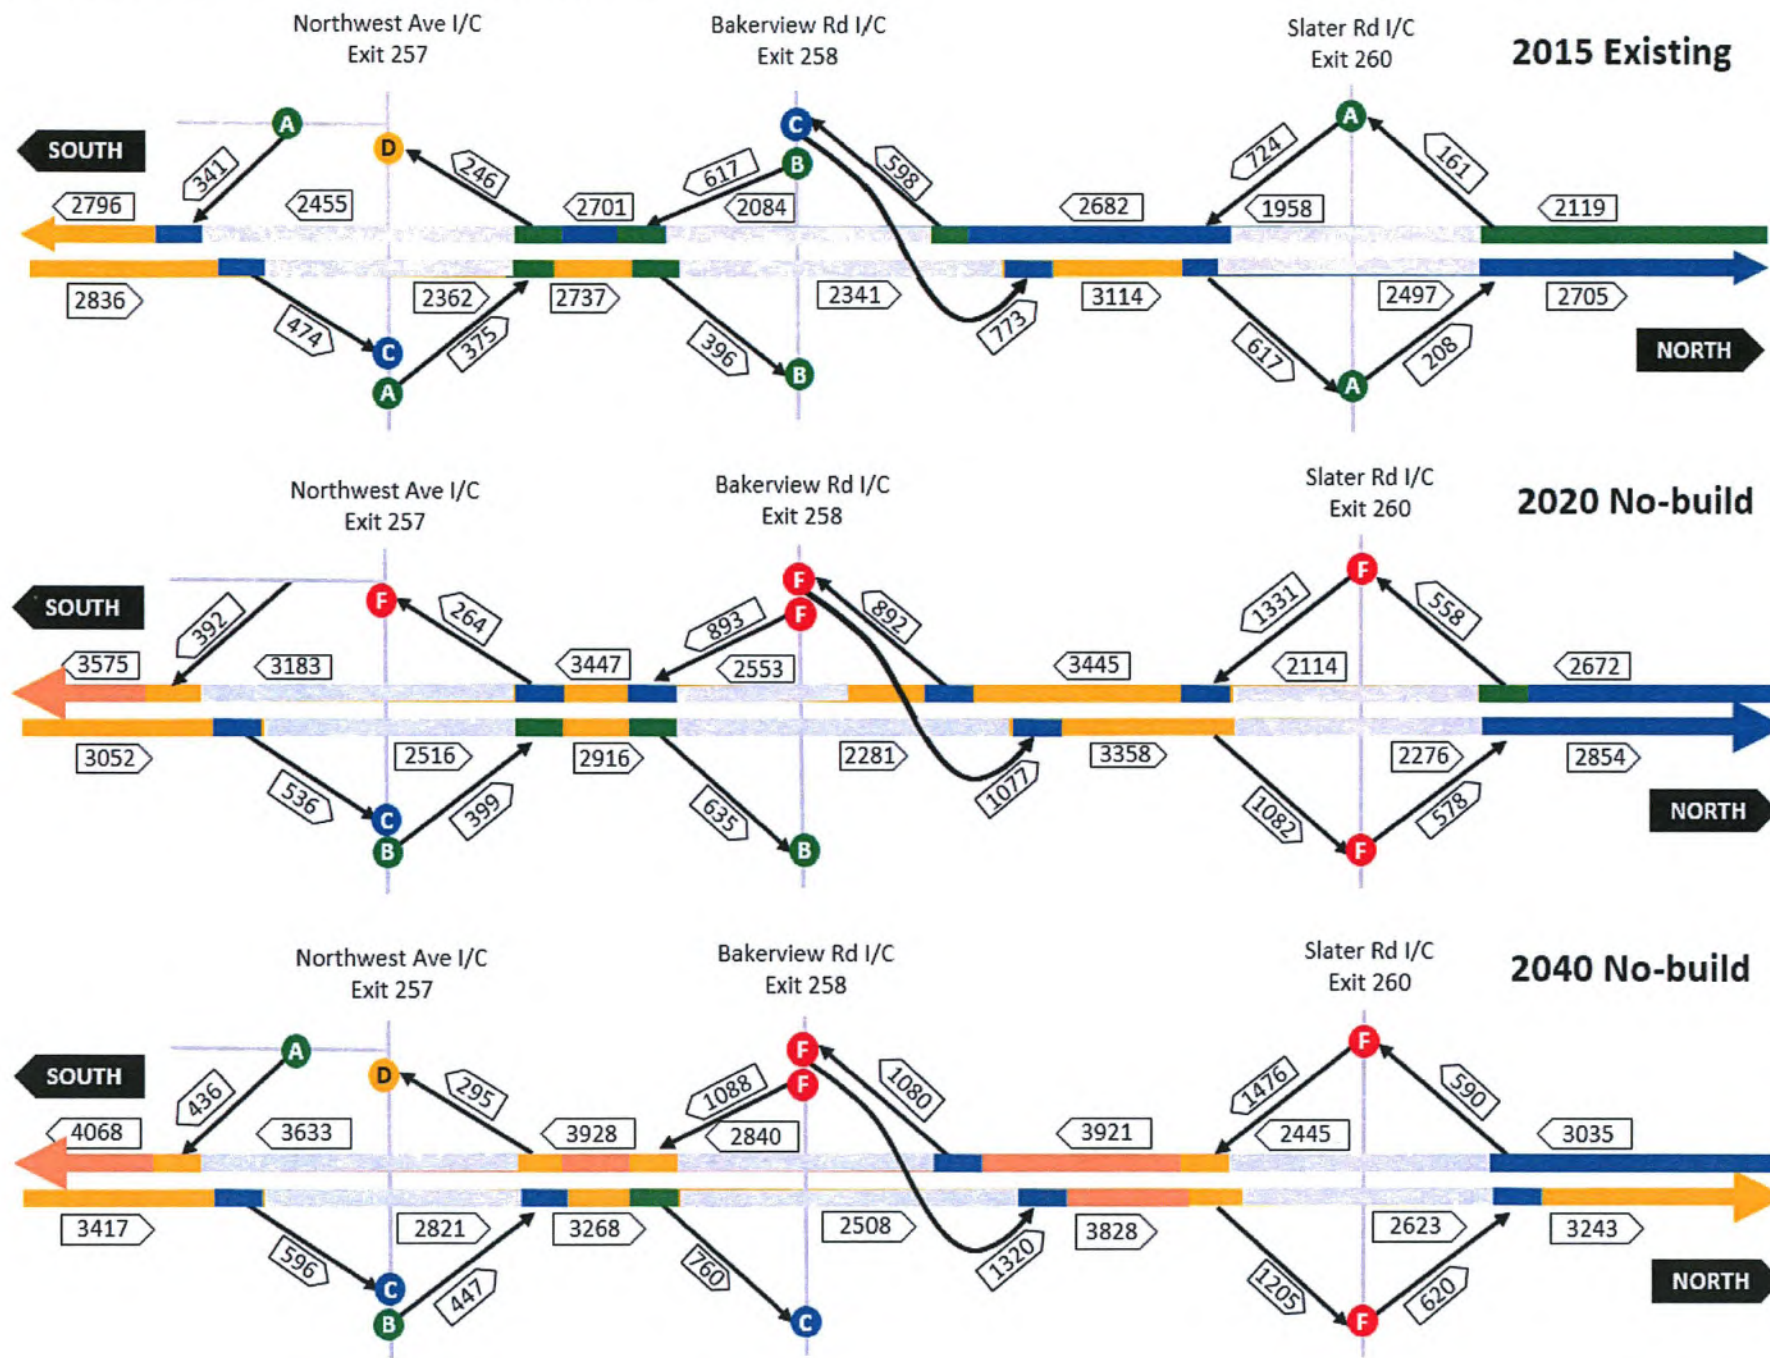 Northwest Ave I/C
Exit 257
Bakerview Rd I/C
Exit 258
Slater Rd I/C
Exit 260
2015 Existing
SOUTH
A
D
C
B
A
341
246
617
598
724
161
2796
2455
2701
2084
2682
1958
2119
2836
2362
2737
2341
3114
2497
2705
474
375
396
773
617
208
C
A
B
A
NORTH
Northwest Ave I/C
Exit 257
Bakerview Rd I/C
Exit 258
Slater Rd I/C
Exit 260
2020 No-build
SOUTH
F
F
F
F
392
264
893
892
1331
558
3575
3183
3447
2553
3445
2114
2672
3052
2516
2916
2281
3358
2276
2854
536
399
635
1077
1082
578
C
B
B
F
NORTH
Northwest Ave I/C
Exit 257
Bakerview Rd I/C
Exit 258
Slater Rd I/C
Exit 260
2040 No-build
SOUTH
A
D
F
F
F
436
295
1088
1080
1476
590
4068
3633
3928
2840
3921
2445
3035
3417
2821
3268
2508
3828
2623
3243
596
447
760
1320
1205
620
C
B
C
F
NORTH